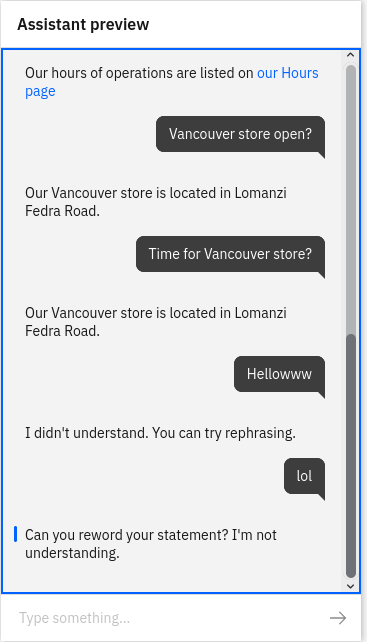 Assistant preview
Our hours of operations are listed on our Hours
page
Vancouver store open?
Our Vancouver store is located in Lomanzi
Fedra Road.
Time for Vancouver store?
Our Vancouver store is located in Lomanzi
Fedra Road.
Hellowww
I didn't understand. You can try rephrasing.
lol
Can you reword your statement? I'm not
understanding.
Type something...